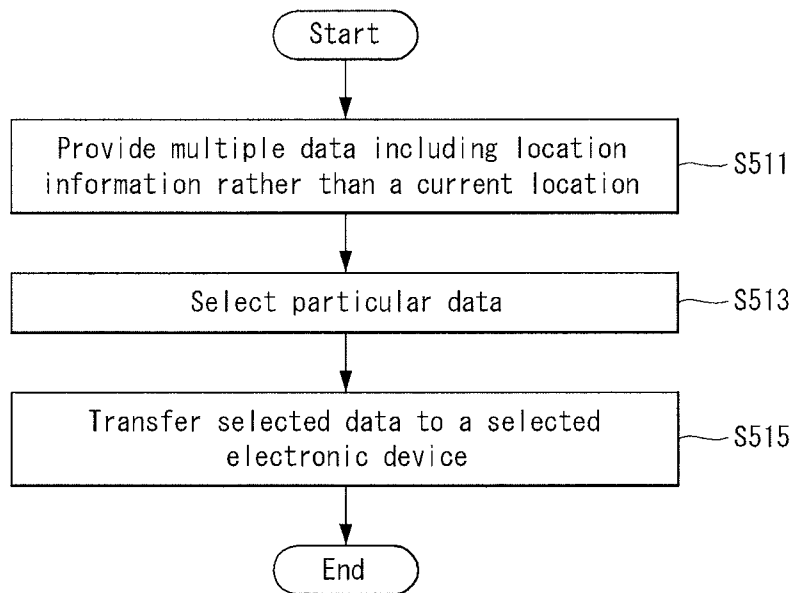 Start
Provide multiple data including location
information rather than a current location
S511
Select particular data
S513
Transfer selected data to a selected
electronic device
S515
End